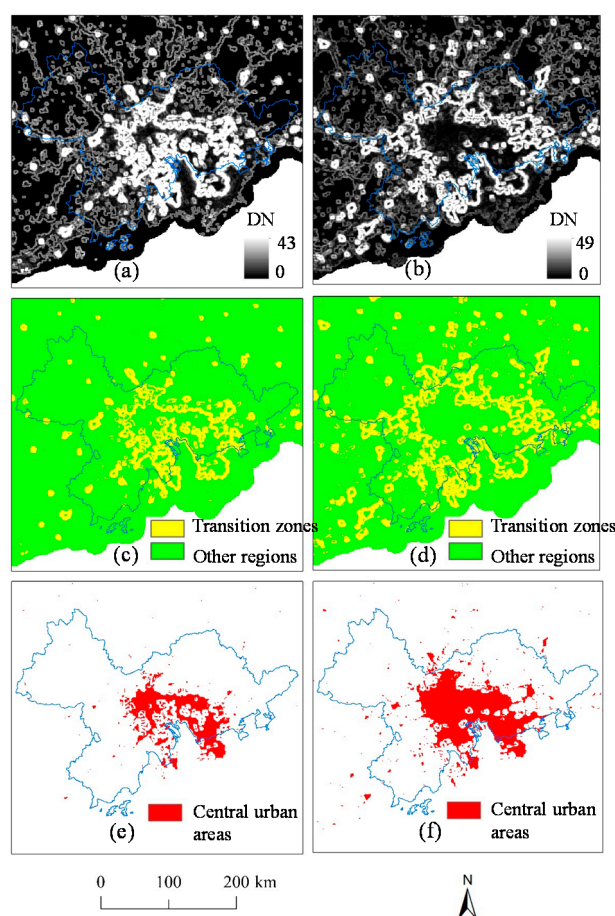 DN
43
0
(a)
DN
49
0
(b)
Transition zones
Other regions
(c)
Transition zones
Other regions
(d)
Central urban
areas
(e)
Central urban
areas
(f)
0 100 200 km
N